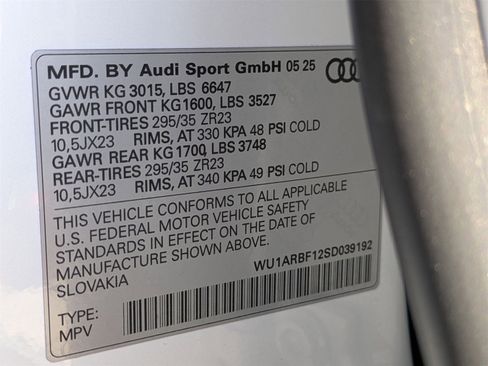 MFD. BY Audi Sport GmbH 05 25
GVWR KG 3015, LBS 6647
GAWR FRONT KG1600, LBS 3527
FRONT-TIRES 295/35 ZR23
10,5JX23 RIMS, AT 330 KPA 48 PSI COLD
GAWR REAR KG1700, LBS 3748
REAR-TIRES 295/35 ZR23
10,5JX23 RIMS, AT 340 KPA 49 PSI COLD
THIS VEHICLE CONFORMS TO ALL APPLICABLE
U.S. FEDERAL MOTOR VEHICLE SAFETY
STANDARDS IN EFFECT ON THE DATE OF
MANUFACTURE SHOWN ABOVE.
SLOVAKIA
WU1ARBF12SD039192
TYPE:
MPV